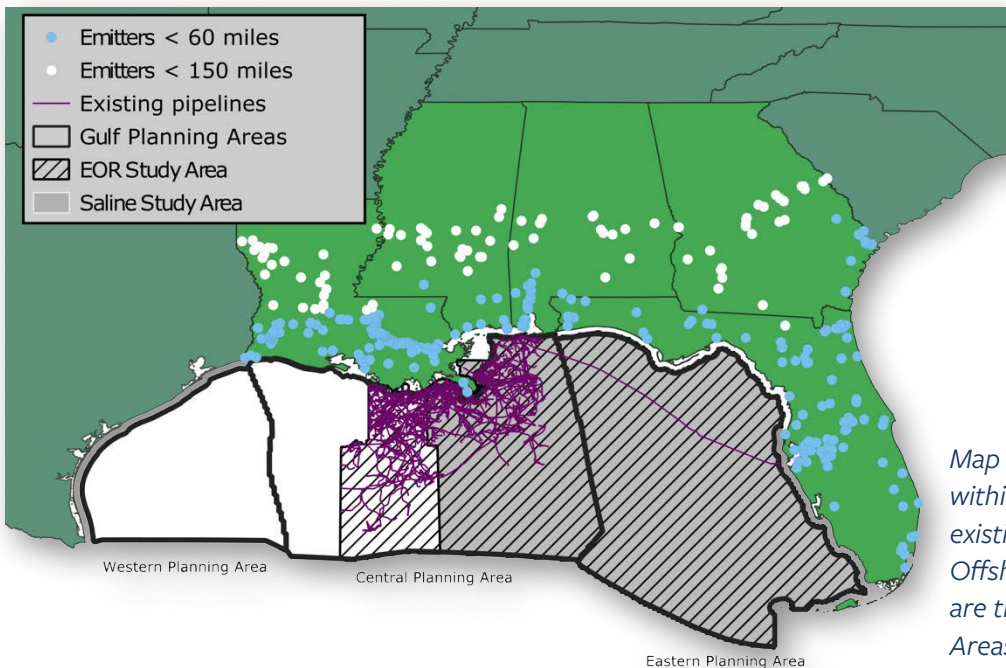 Emitters < 60 miles
Emitters < 150 miles
Existing pipelines
Gulf Planning Areas
EOR Study Area
Saline Study Area
Western Planning Area
Central Planning Area
Eastern Planning Area
Map
withi
existi
Offsh
are th
Areas